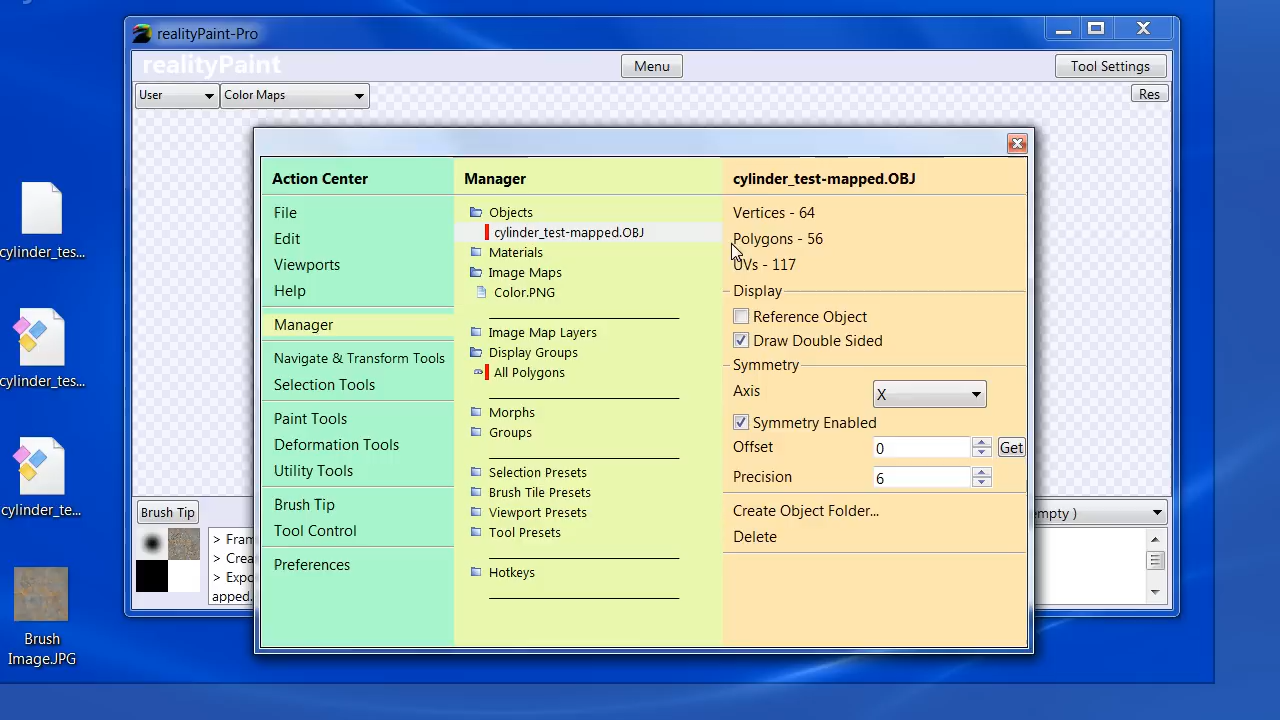 realityPaint-Pro
realityPaint
Menu
Tool Settings
User
Color Maps
Res
Action Center
File
Edit
Viewports
Help
Manager
Navigate & Transform Tools
Selection Tools
Paint Tools
Deformation Tools
Utility Tools
Brush Tip
Tool Control
Preferences
Manager
Objects
cylinder_test-mapped.OBJ
Materials
Image Maps
Color.PNG
Image Map Layers
Display Groups
All Polygons
Morphs
Groups
Selection Presets
Brush Tile Presets
Viewport Presets
Tool Presets
Hotkeys
cylinder_test-mapped.OBJ
Vertices - 64
Polygons - 56
UVs - 117
Display
Reference Object
Draw Double Sided
Symmetry
Axis
X
Symmetry Enabled
Offset
0
Get
Precision
6
Create Object Folder...
Delete
Brush Tip
> Fram
> Crea
> Expo
apped.
empty )
cylinder_tes...
cylinder_tes...
cylinder_te...
Brush
Image.JPG